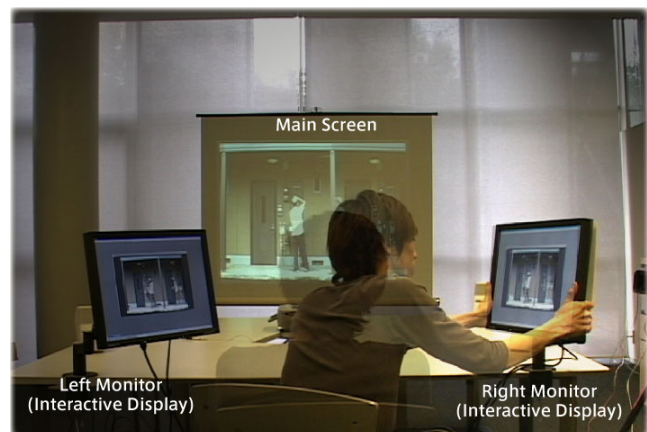 Main Screen
Left Monitor
(Interactive Display)
Right Monitor
(Interactive Display)